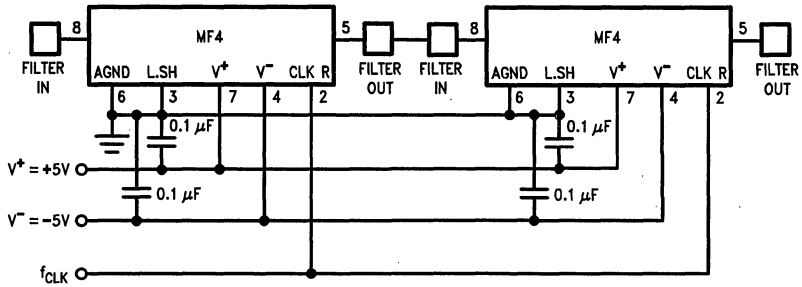 MF4
MF4
8
5
8
5
FILTER
IN
AGND
L.SH
V+
V−
CLK R
FILTER
OUT
FILTER
IN
AGND
L.SH
V+
V−
CLK R
FILTER
OUT
6
3
7
4
2
6
3
7
4
2
0.1 μF
0.1 μF
V+ = +5V
0.1 μF
0.1 μF
V− = −5V
fCLK